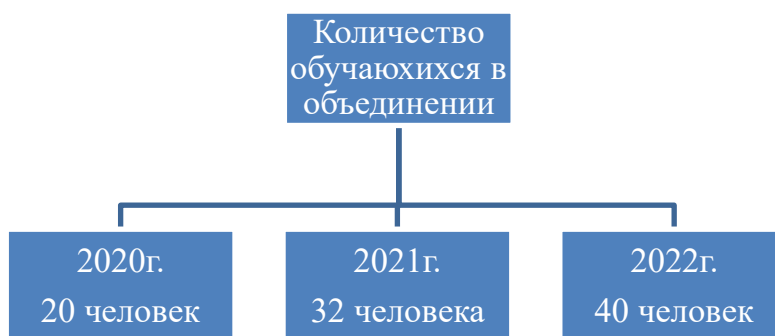 Количество
обучаюхихся в
объединении
2020г.
20 человек
2021г.
32 человека
2022г.
40 человек